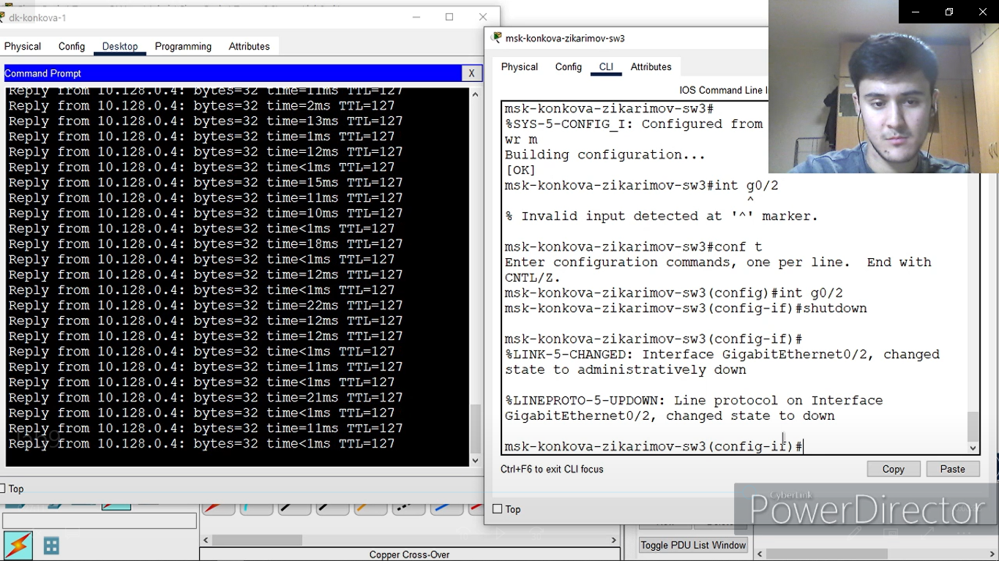 dk-konkova-1
Physical Config Desktop Programming Attributes
Command Prompt
X
Reply from 10.128.0.4: bytes=32 time=11ms TTL=127
Reply from 10.128.0.4: bytes=32 time=2ms TTL=127
Reply from 10.128.0.4: bytes=32 time=13ms TTL=127
Reply from 10.128.0.4: bytes=32 time=1ms TTL=127
Reply from 10.128.0.4: bytes=32 time=12ms TTL=127
Reply from 10.128.0.4: bytes=32 time<1ms TTL=127
Reply from 10.128.0.4: bytes=32 time=15ms TTL=127
Reply from 10.128.0.4: bytes=32 time=11ms TTL=127
Reply from 10.128.0.4: bytes=32 time=10ms TTL=127
Reply from 10.128.0.4: bytes=32 time<1ms TTL=127
Reply from 10.128.0.4: bytes=32 time=18ms TTL=127
Reply from 10.128.0.4: bytes=32 time<1ms TTL=127
Reply from 10.128.0.4: bytes=32 time=12ms TTL=127
Reply from 10.128.0.4: bytes=32 time<1ms TTL=127
Reply from 10.128.0.4: bytes=32 time=22ms TTL=127
Reply from 10.128.0.4: bytes=32 time=12ms TTL=127
Reply from 10.128.0.4: bytes=32 time=12ms TTL=127
Reply from 10.128.0.4: bytes=32 time<1ms TTL=127
Reply from 10.128.0.4: bytes=32 time=11ms TTL=127
Reply from 10.128.0.4: bytes=32 time<1ms TTL=127
Reply from 10.128.0.4: bytes=32 time=21ms TTL=127
Reply from 10.128.0.4: bytes=32 time<1ms TTL=127
Reply from 10.128.0.4: bytes=32 time=11ms TTL=127
Reply from 10.128.0.4: bytes=32 time<1ms TTL=127
Top
msk-konkova-zikarimov-sw3
Physical Config CLI Attributes
IOS Command Line
msk-konkova-zikarimov-sw3#
%SYS-5-CONFIG_I: Configured from
wr m
Building configuration...
[OK]
msk-konkova-zikarimov-sw3#int g0/2
^
% Invalid input detected at '^' marker.
msk-konkova-zikarimov-sw3#conf t
Enter configuration commands, one per line. End with
CNTL/Z.
msk-konkova-zikarimov-sw3(config)#int g0/2
msk-konkova-zikarimov-sw3(config-if)#shutdown
msk-konkova-zikarimov-sw3(config-if)#
%LINK-5-CHANGED: Interface GigabitEthernet0/2, changed
state to administratively down
%LINEPROTO-5-UPDOWN: Line protocol on Interface
GigabitEthernet0/2, changed state to down
msk-konkova-zikarimov-sw3(config-if)#
Ctrl+F6 to exit CLI focus
Copy Paste
Top
CyberLink
PowerDirector
Toggle PDU List Window
Copper Cross-Over